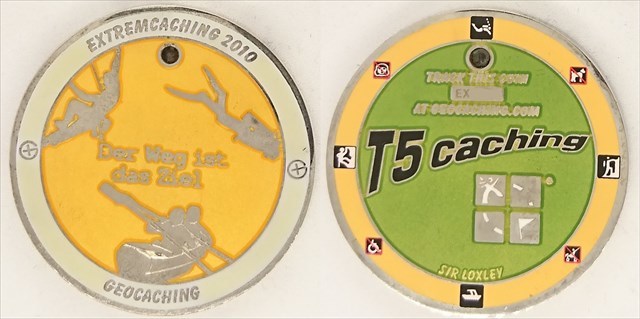 EXTREMCACHING 2010
Der Weg ist
das Ziel
GEOCACHING
TRACK THIS COIN
EX
AT GEOCACHING.COM
T5 caching
SIR LOXLEY